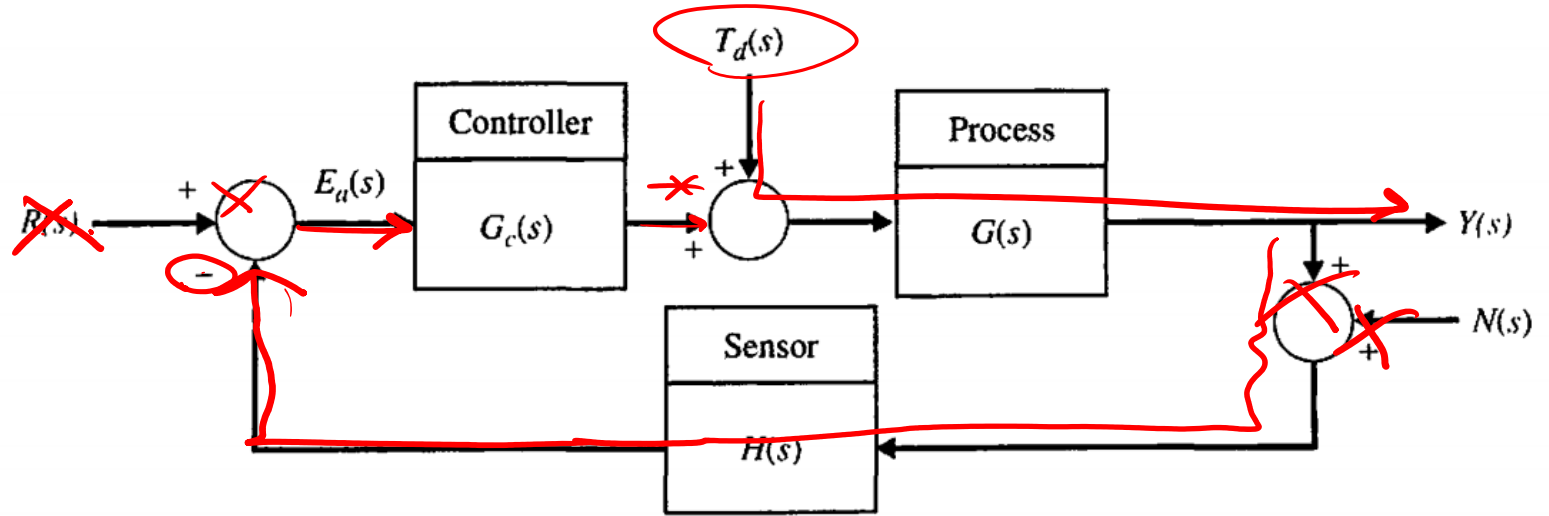 T_d(s)
Controller
Process
R(s)
+
E_a(s)
G_c(s)
+
+
G(s)
Y(s)
−
+
N(s)
+
Sensor
H(s)